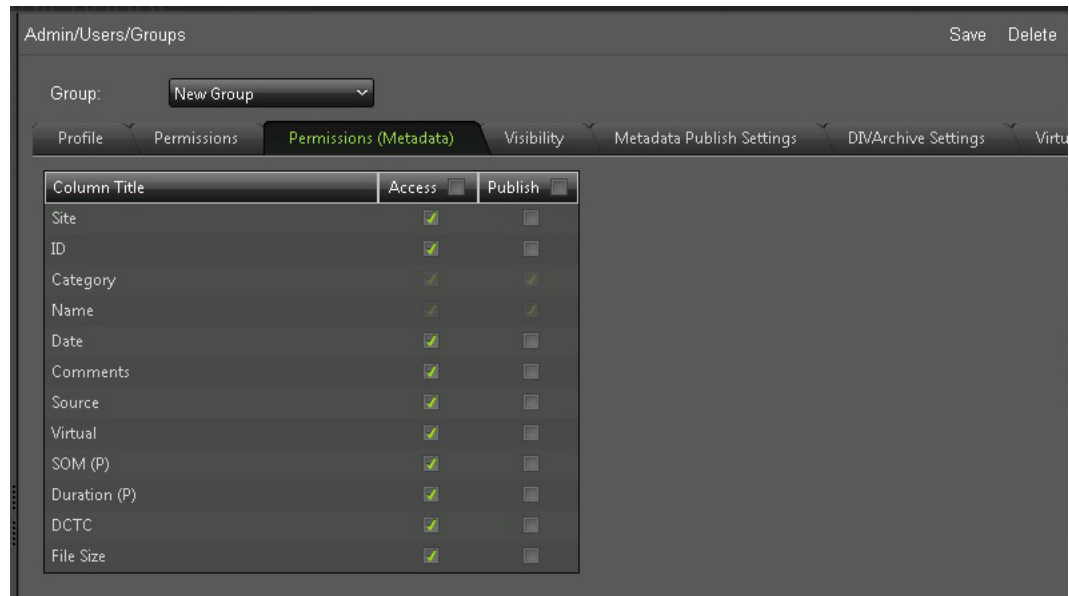 Admin/Users/Groups Save Delete
Group: New Group
Profile Permissions Permissions (Metadata) Visibility Metadata Publish Settings DIVArchive Settings Virtu
Column Title Access Publish
Site
ID
Category
Name
Date
Comments
Source
Virtual
SOM (P)
Duration (P)
DCTC
File Size